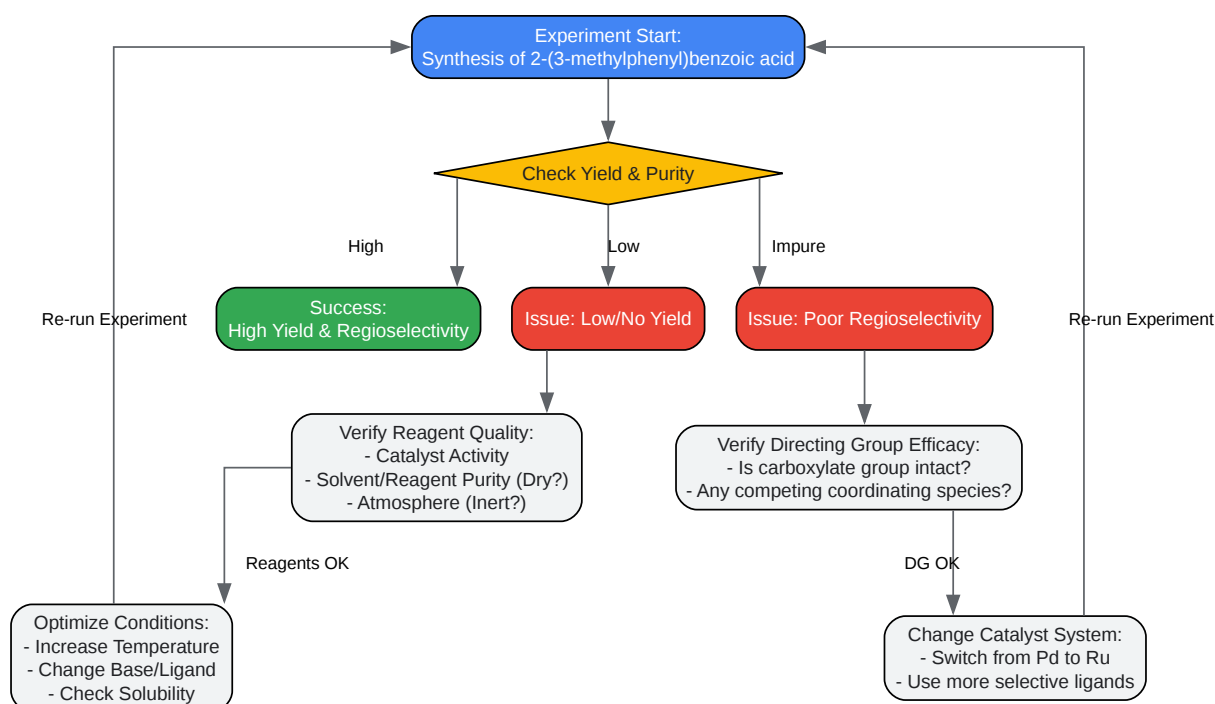 Experiment Start:
Synthesis of 2-(3-methylphenyl)benzoic acid
Check Yield & Purity
High
Low
Impure
Success:
High Yield & Regioselectivity
Issue: Low/No Yield
Issue: Poor Regioselectivity
Re-run Experiment
Re-run Experiment
Verify Reagent Quality:
- Catalyst Activity
- Solvent/Reagent Purity (Dry?)
- Atmosphere (Inert?)
Verify Directing Group Efficacy:
- Is carboxylate group intact?
- Any competing coordinating species?
Reagents OK
DG OK
Optimize Conditions:
- Increase Temperature
- Change Base/Ligand
- Check Solubility
Change Catalyst System:
- Switch from Pd to Ru
- Use more selective ligands